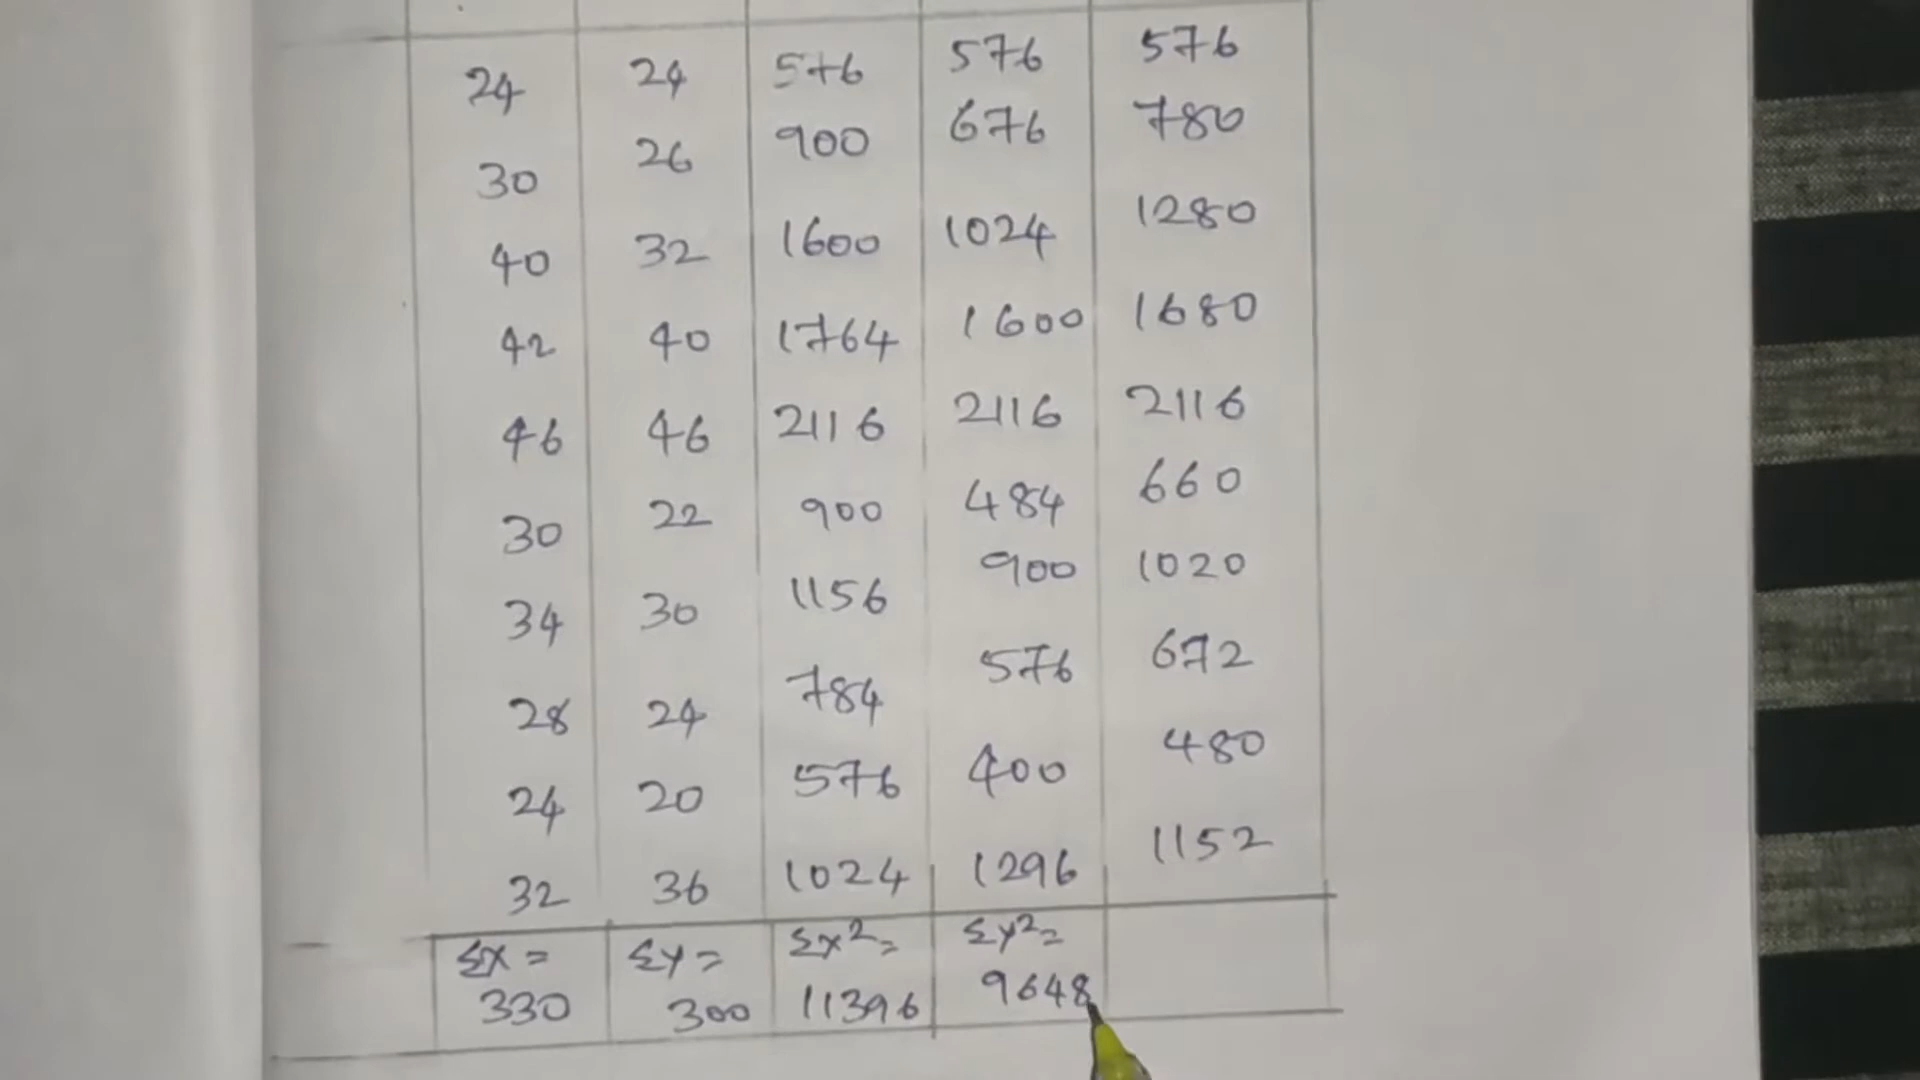 24 24 576 576 576
30 26 900 676 780
40 32 1600 1024 1280
42 40 1764 1600 1680
46 46 2116 2116 2116
30 22 900 484 660
34 30 1156 900 1020
28 24 784 576 672
24 20 576 400 480
32 36 1024 1296 1152
Σx = Σy = Σx²= Σy²=
330 300 11396 9648